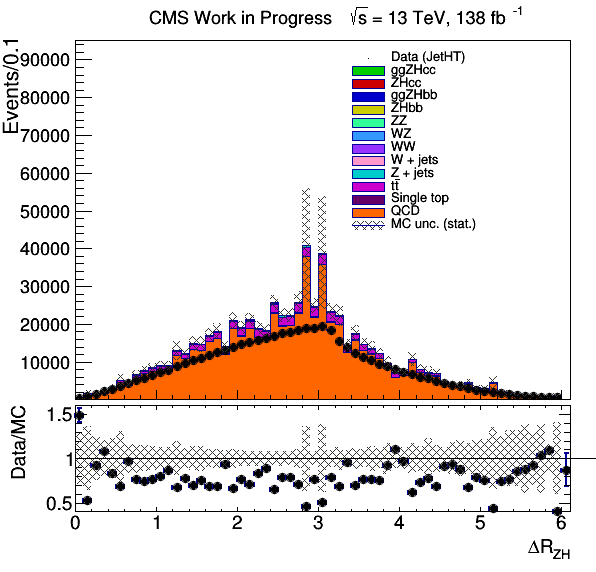 CMS Work in Progress √s = 13 TeV, 138 fb⁻¹
Events/0.1
90000
80000
70000
60000
50000
40000
30000
20000
10000
Data (JetHT)
ggZHcc
ZHcc
ggZHbb
ZHbb
ZZ
WZ
WW
W + jets
Z + jets
tt̄
Single top
QCD
MC unc. (stat.)
Data/MC
1.5
1
0.5
0 1 2 3 4 5 6
ΔR_ZH